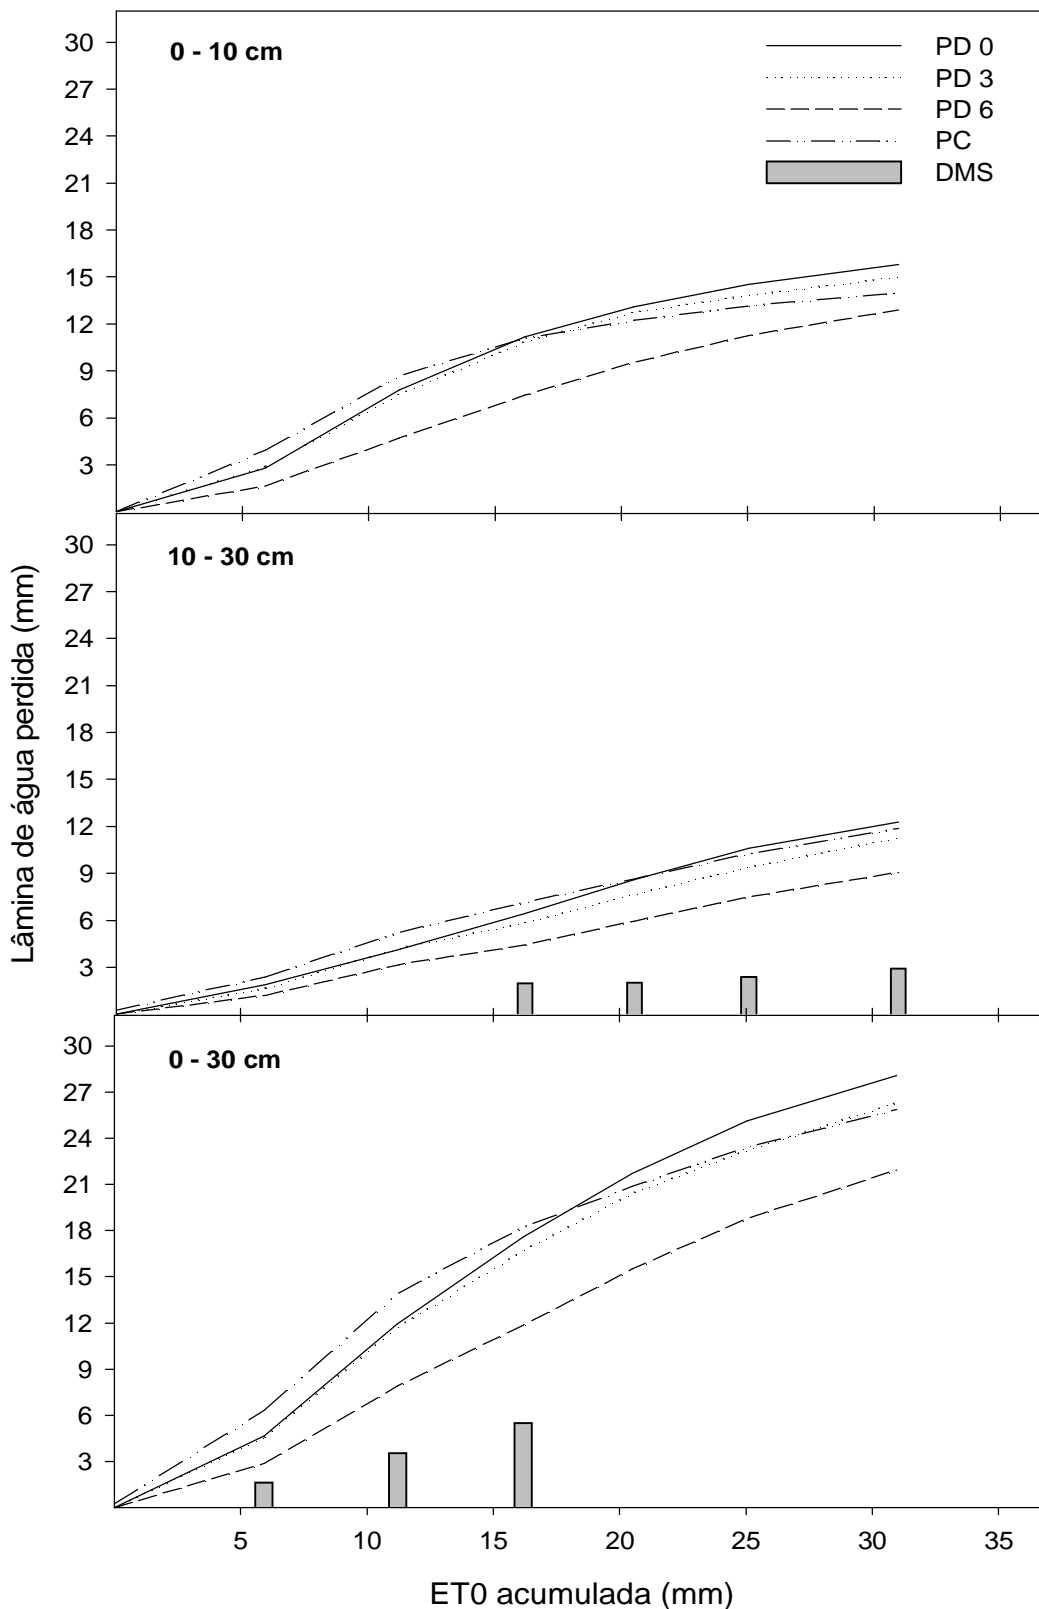 0 - 10 cm
PD 0
PD 3
PD 6
PC
DMS
30
27
24
21
18
15
12
9
6
3
10 - 30 cm
30
27
24
21
18
15
12
9
6
3
Lâmina de água perdida (mm)
0 - 30 cm
30
27
24
21
18
15
12
9
6
3
5 10 15 20 25 30 35
ET0 acumulada (mm)